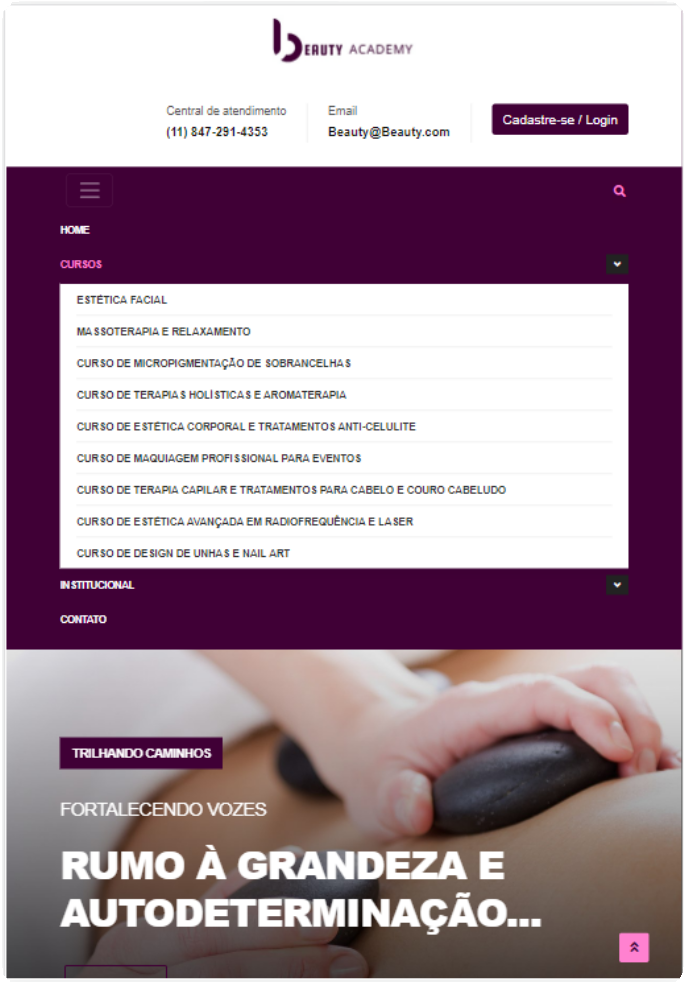 BEAUTY ACADEMY
Central de atendimento
(11) 847-291-4353
Email
Beauty@Beauty.com
Cadastre-se / Login
HOME
CURSOS
ESTÉTICA FACIAL
MASSOTERAPIA E RELAXAMENTO
CURSO DE MICROPIGMENTAÇÃO DE SOBRANCELHAS
CURSO DE TERAPIAS HOLÍSTICAS E AROMATERAPIA
CURSO DE ESTÉTICA CORPORAL E TRATAMENTOS ANTI-CELULITE
CURSO DE MAQUIAGEM PROFISSIONAL PARA EVENTOS
CURSO DE TERAPIA CAPILAR E TRATAMENTOS PARA CABELO E COURO CABELUDO
CURSO DE ESTÉTICA AVANÇADA EM RADIOFREQUÊNCIA E LASER
CURSO DE DESIGN DE UNHAS E NAIL ART
INSTITUCIONAL
CONTATO
TRILHANDO CAMINHOS
FORTALECENDO VOZES
RUMO À GRANDEZA E
AUTODETERMINAÇÃO...